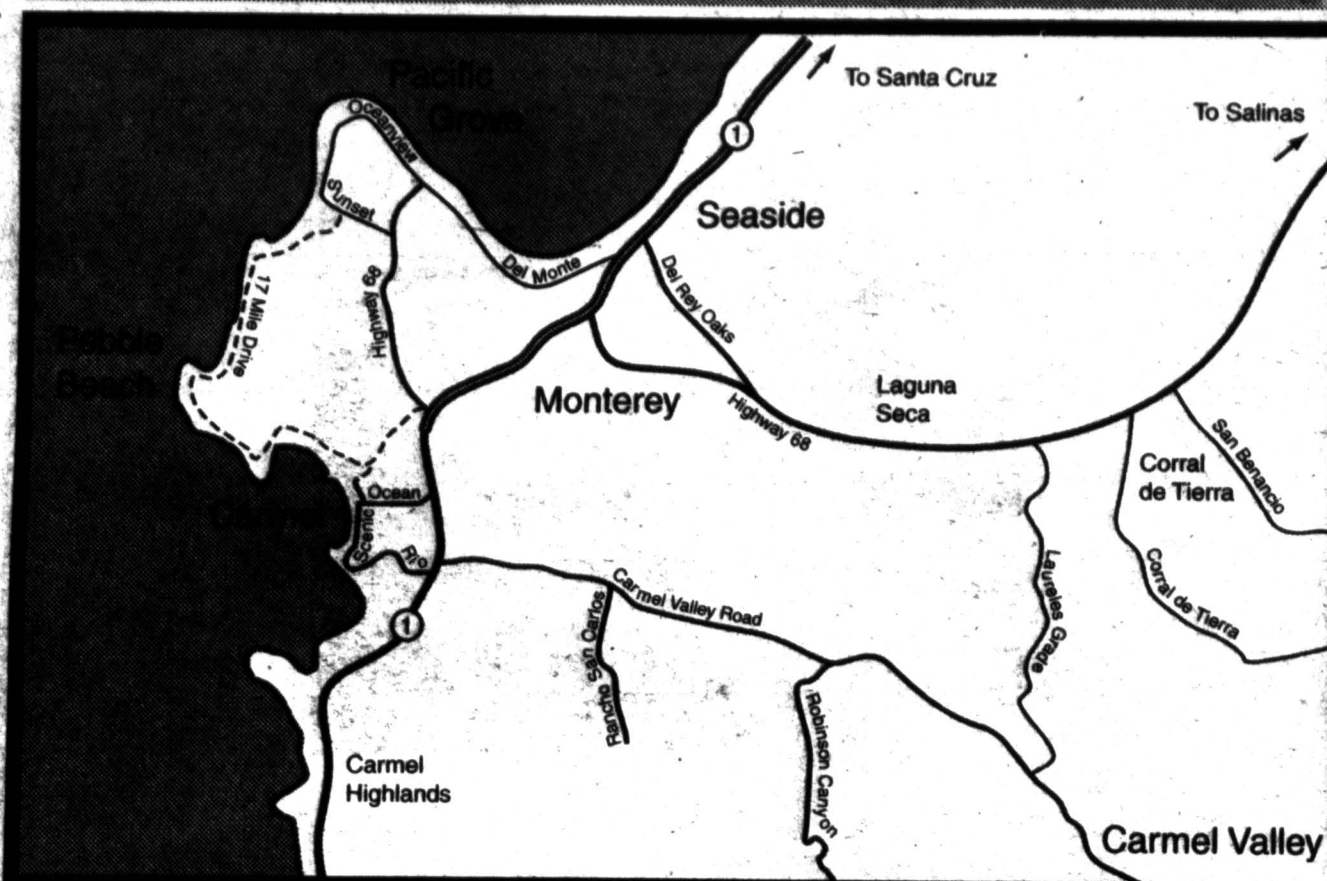 Pacific
Grove
To Santa Cruz
To Salinas
Oceanview
Sunset
Seaside
Del Monte
Del Rey Oaks
17 Mile Drive
Highway 68
Pebble
Beach
Monterey
Laguna
Seca
Highway 68
San Benancio
Corral
de Tierra
Ocean
Scenic
Rio
Carmel Valley Road
Laureles Grade
Corral de Tierra
1
1
Rancho San Carlos
Robinson Canyon
Carmel
Highlands
Carmel Valley